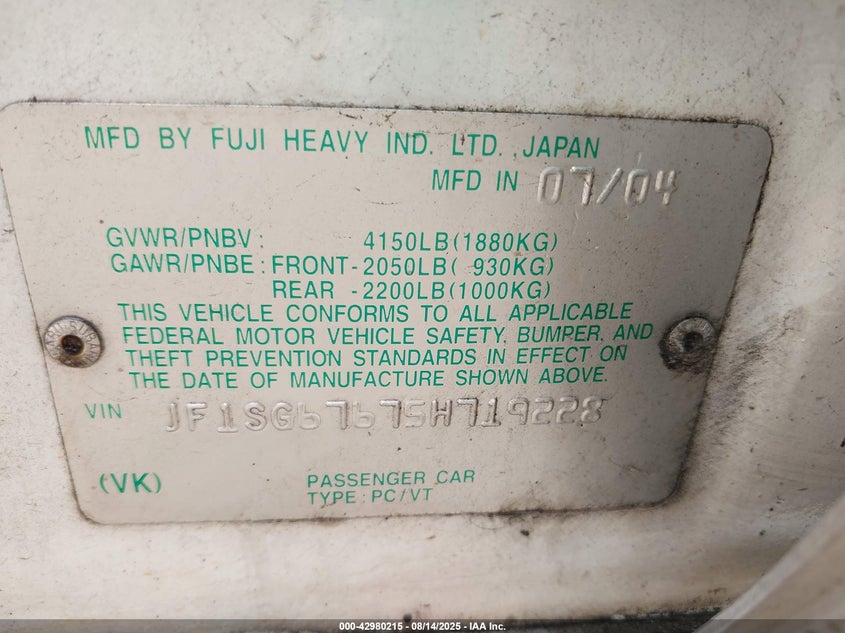 MFD BY FUJI HEAVY IND. LTD., JAPAN
MFD IN 07/04
GVWR/PNBV: 4150LB(1880KG)
GAWR/PNBE: FRONT-2050LB( 930KG)
REAR -2200LB(1000KG)
THIS VEHICLE CONFORMS TO ALL APPLICABLE
FEDERAL MOTOR VEHICLE SAFETY, BUMPER, AND
THEFT PREVENTION STANDARDS IN EFFECT ON
THE DATE OF MANUFACTURE SHOWN ABOVE.
VIN JF1SG67675H719228
(VK) PASSENGER CAR
TYPE: PC/VT
000-42980215 - 08/14/2025 - IAA Inc.